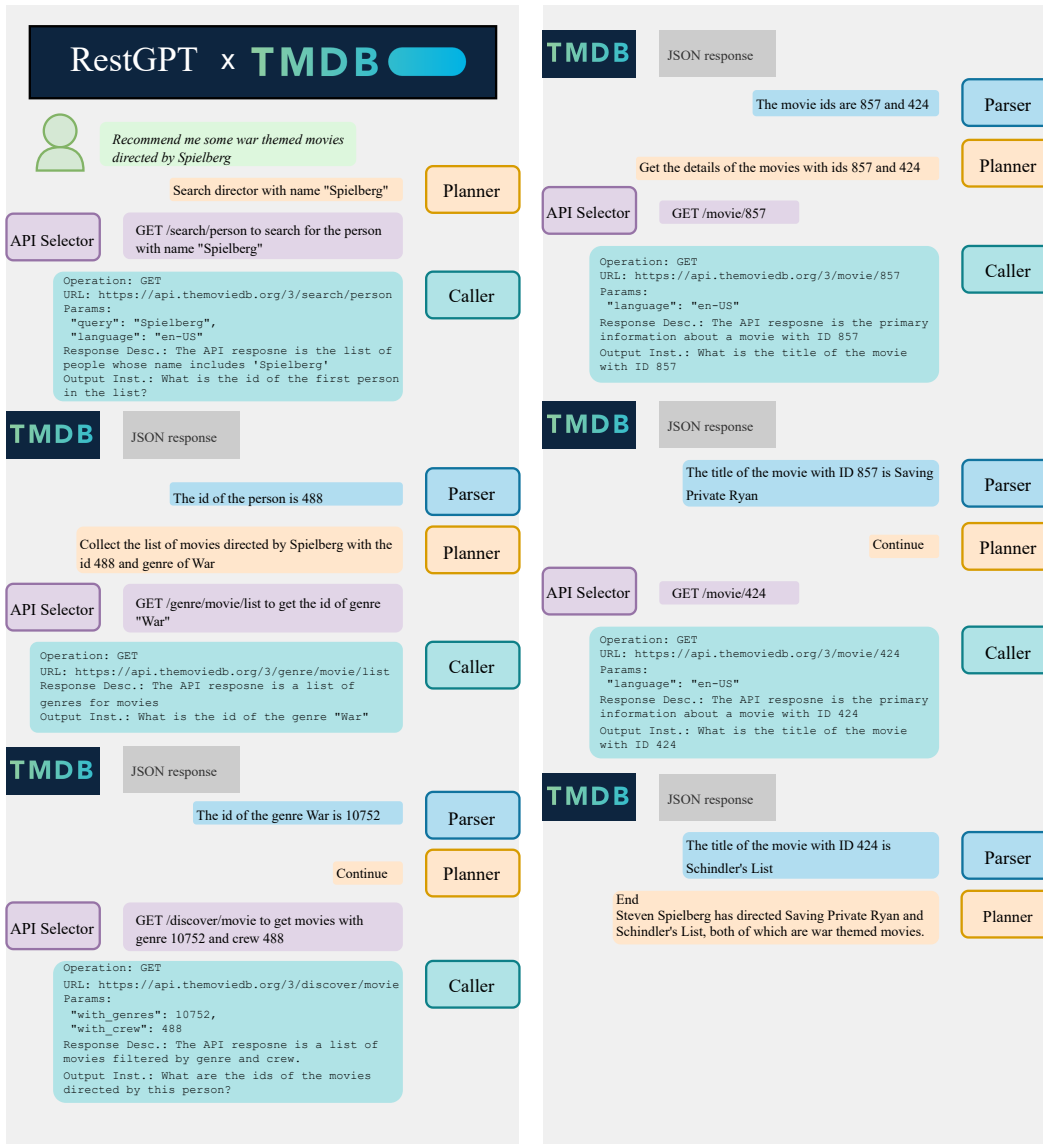 RestGPT x TMDB
Recommend me some war themed movies
directed by Spielberg
Search director with name "Spielberg"
Planner
API Selector
GET /search/person to search for the person
with name "Spielberg"
Operation: GET
URL: https://api.themoviedb.org/3/search/person
Params:
"query": "Spielberg",
"language": "en-US"
Response Desc.: The API resposne is the list of
people whose name includes 'Spielberg'
Output Inst.: What is the id of the first person
in the list?
Caller
TMDB
JSON response
The id of the person is 488
Parser
Collect the list of movies directed by Spielberg with the
id 488 and genre of War
Planner
API Selector
GET /genre/movie/list to get the id of genre
"War"
Operation: GET
URL: https://api.themoviedb.org/3/genre/movie/list
Response Desc.: The API resposne is a list of
genres for movies
Output Inst.: What is the id of the genre "War"
Caller
TMDB
JSON response
The id of the genre War is 10752
Parser
Continue
Planner
API Selector
GET /discover/movie to get movies with
genre 10752 and crew 488
Operation: GET
URL: https://api.themoviedb.org/3/discover/movie
Params:
"with_genres": 10752,
"with_crew": 488
Response Desc.: The API resposne is a list of
movies filtered by genre and crew.
Output Inst.: What are the ids of the movies
directed by this person?
Caller
TMDB
JSON response
The movie ids are 857 and 424
Parser
Get the details of the movies with ids 857 and 424
Planner
API Selector
GET /movie/857
Operation: GET
URL: https://api.themoviedb.org/3/movie/857
Params:
"language": "en-US"
Response Desc.: The API resposne is the primary
information about a movie with ID 857
Output Inst.: What is the title of the movie
with ID 857
Caller
TMDB
JSON response
The title of the movie with ID 857 is Saving
Private Ryan
Parser
Continue
Planner
API Selector
GET /movie/424
Operation: GET
URL: https://api.themoviedb.org/3/movie/424
Params:
"language": "en-US"
Response Desc.: The API resposne is the primary
information about a movie with ID 424
Output Inst.: What is the title of the movie
with ID 424
Caller
TMDB
JSON response
The title of the movie with ID 424 is
Schindler's List
Parser
End
Steven Spielberg has directed Saving Private Ryan and
Schindler's List, both of which are war themed movies.
Planner